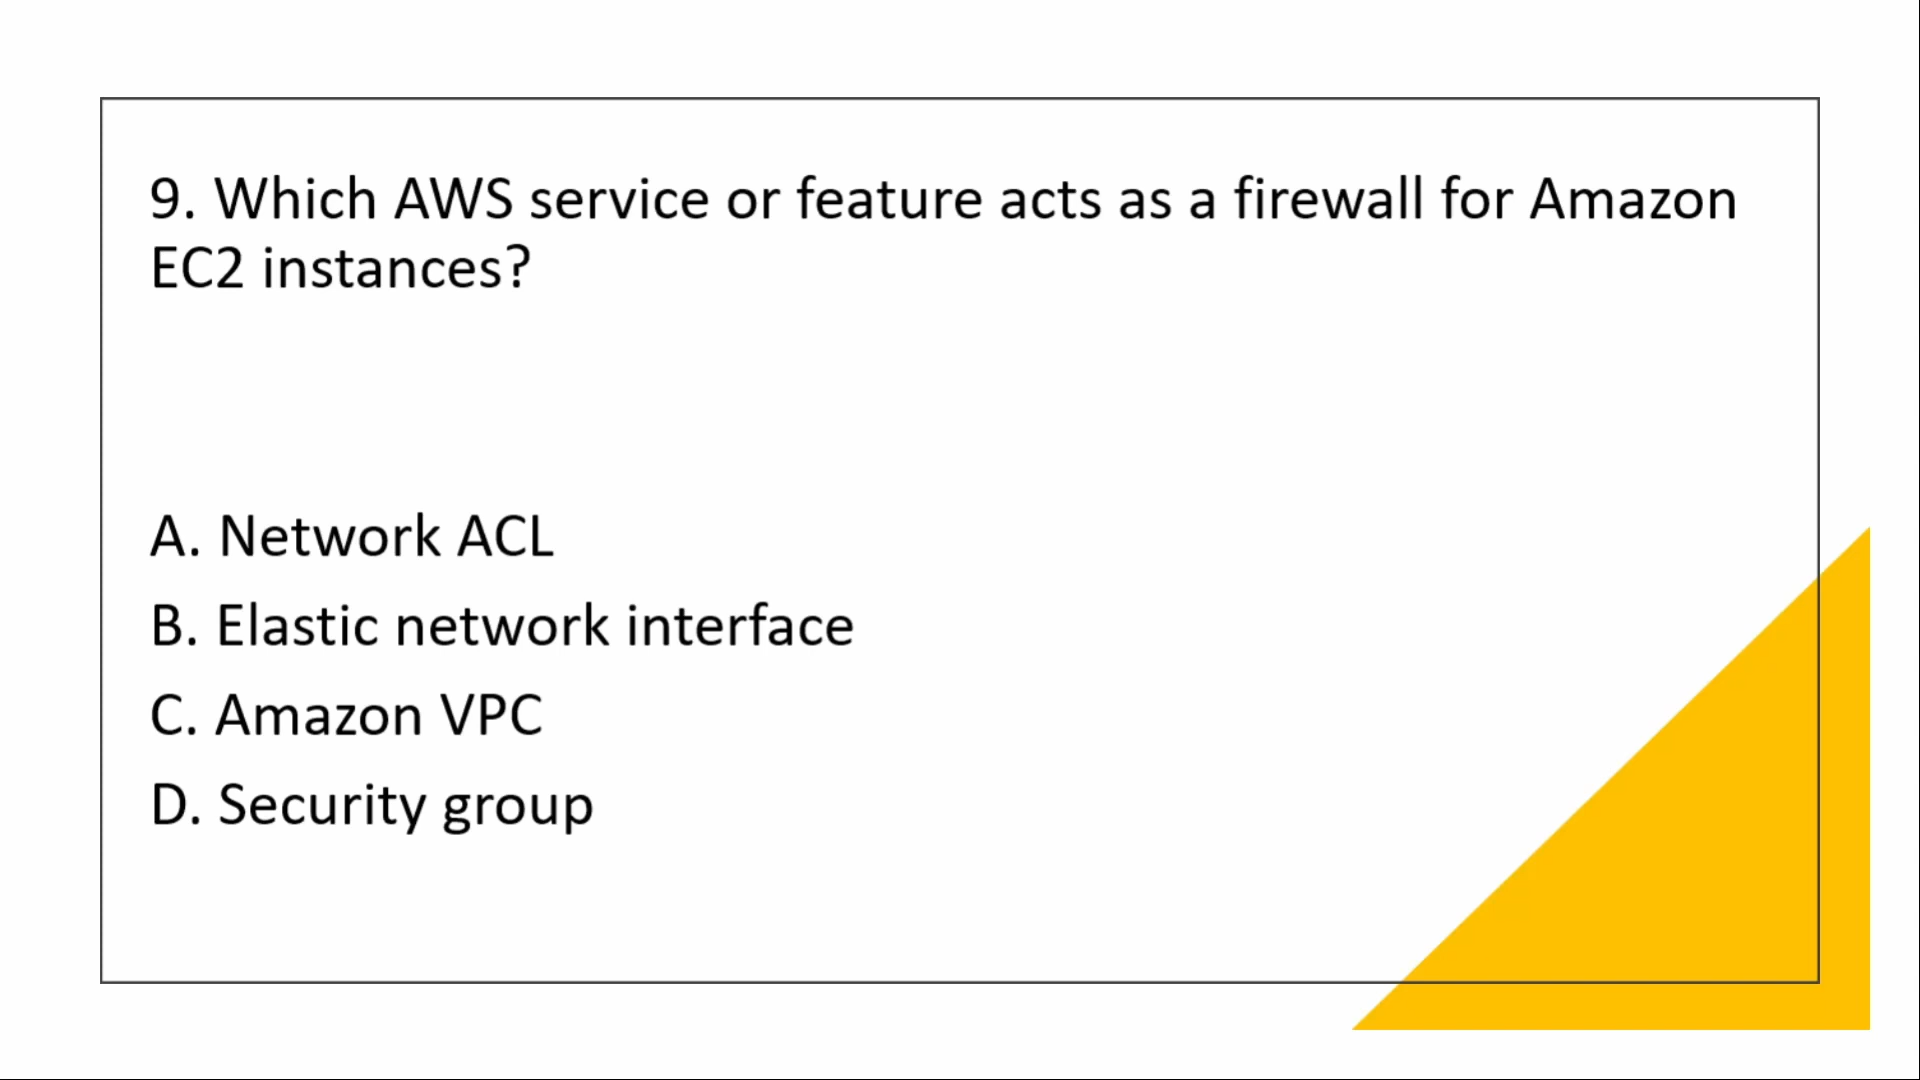 9. Which AWS service or feature acts as a firewall for Amazon
EC2 instances?
A. Network ACL
B. Elastic network interface
C. Amazon VPC
D. Security group